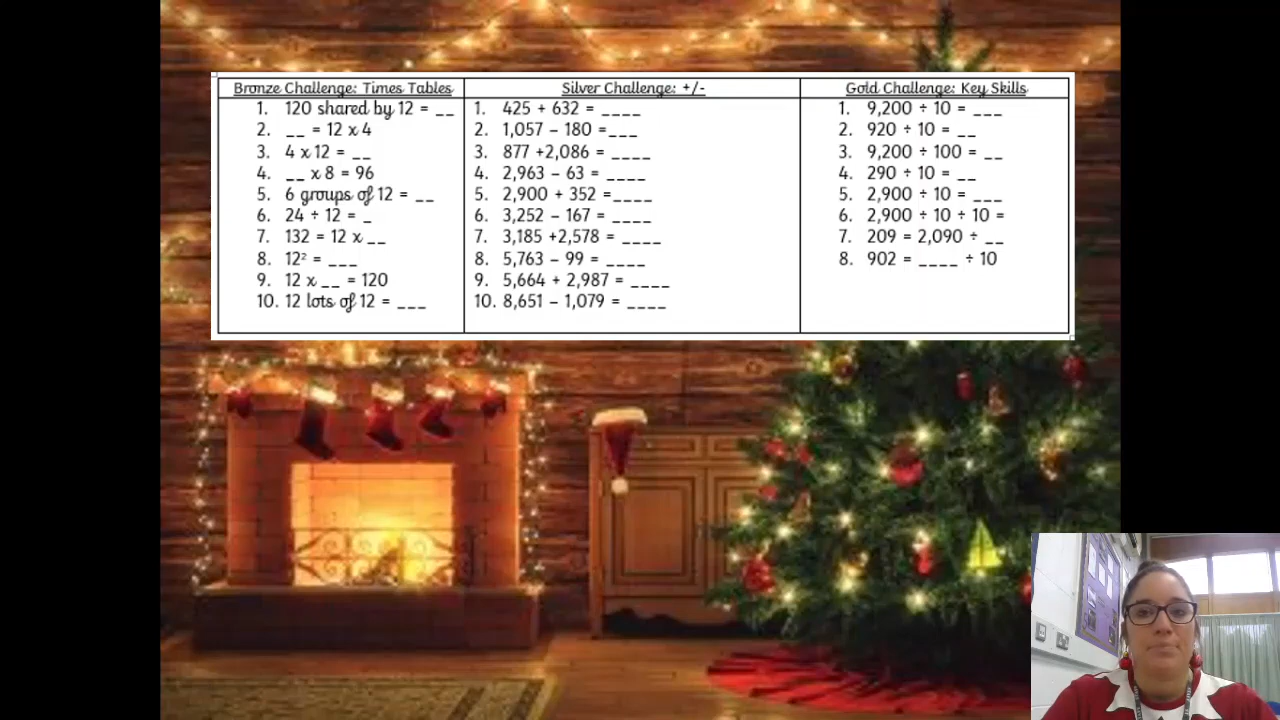 Bronze Challenge: Times Tables
1. 120 shared by 12 = __
2. __ = 12 x 4
3. 4 x 12 = __
4. __ x 8 = 96
5. 6 groups of 12 = __
6. 24 ÷ 12 = _
7. 132 = 12 x __
8. 12² = ___
9. 12 x __ = 120
10. 12 lots of 12 = ___
Silver Challenge: +/-
1. 425 + 632 = ____
2. 1,057 – 180 =___
3. 877 +2,086 = ____
4. 2,963 – 63 = ____
5. 2,900 + 352 =____
6. 3,252 – 167 = ____
7. 3,185 +2,578 = ____
8. 5,763 – 99 = ____
9. 5,664 + 2,987 = ____
10. 8,651 – 1,079 = ____
Gold Challenge: Key Skills
1. 9,200 ÷ 10 = ___
2. 920 ÷ 10 = __
3. 9,200 ÷ 100 = __
4. 290 ÷ 10 = __
5. 2,900 ÷ 10 = ___
6. 2,900 ÷ 10 ÷ 10 =
7. 209 = 2,090 ÷ __
8. 902 = ____ ÷ 10